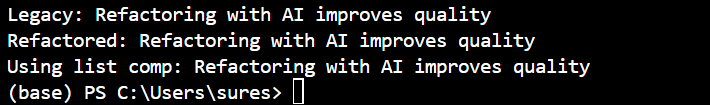 Legacy: Refactoring with AI improves quality
Refactored: Refactoring with AI improves quality
Using list comp: Refactoring with AI improves quality
(base) PS C:\Users\sures>